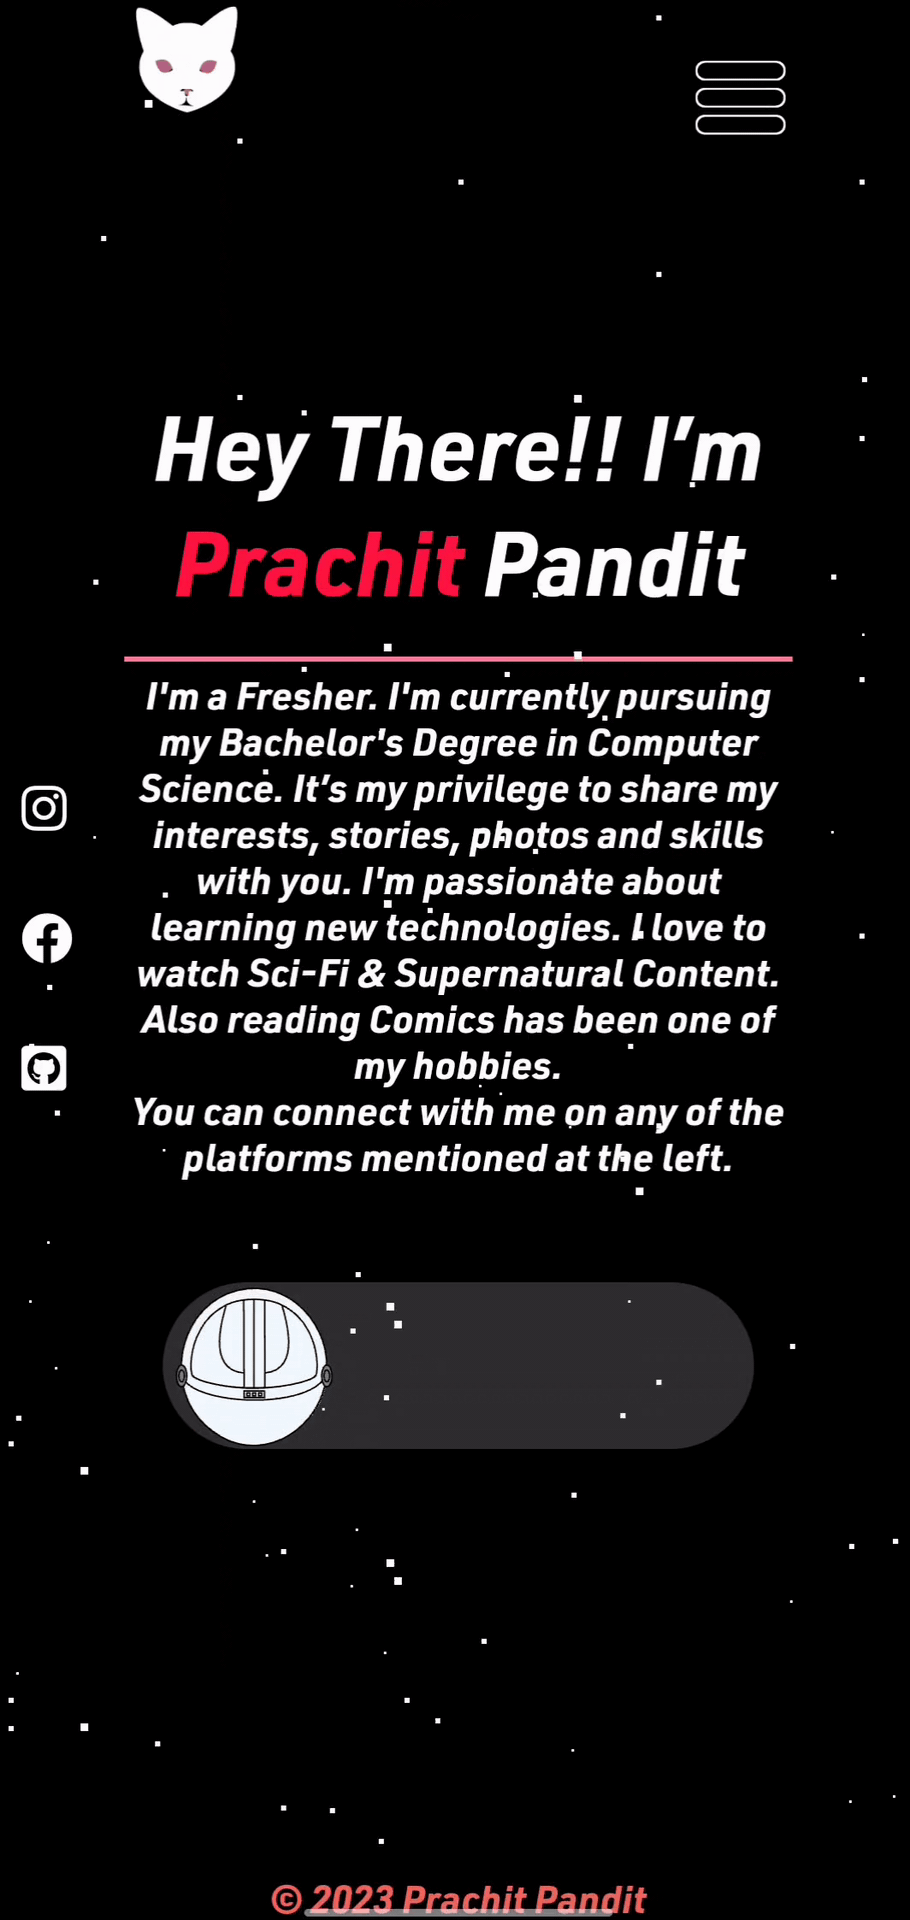 Hey There!! I’m
Prachit Pandit
I'm a Fresher. I'm currently pursuing
my Bachelor's Degree in Computer
Science. It’s my privilege to share my
interests, stories, photos and skills
with you. I'm passionate about
learning new technologies. I love to
watch Sci-Fi & Supernatural Content.
Also reading Comics has been one of
my hobbies.
You can connect with me on any of the
platforms mentioned at the left.
© 2023 Prachit Pandit